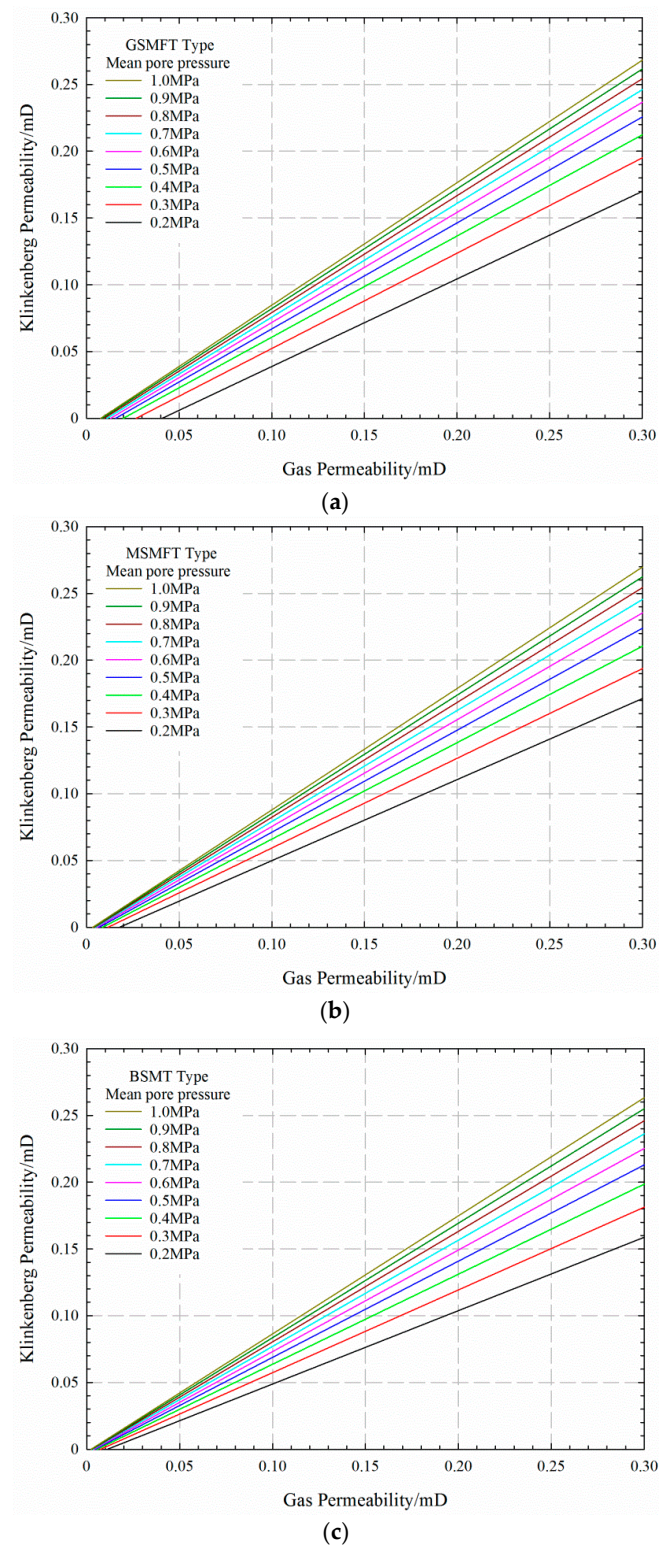 0.30
GSMFT Type
Mean pore pressure
1.0MPa
0.25
0.9MPa
0.8MPa
0.7MPa
0.20
0.6MPa
0.5MPa
0.4MPa
0.15
0.3MPa
0.2MPa
0.10
0.05
0
Klinkenberg Permeability/mD
0 0.05 0.10 0.15 0.20 0.25 0.30
Gas Permeability/mD
(a)
0.30
MSMFT Type
Mean pore pressure
1.0MPa
0.25
0.9MPa
0.8MPa
0.7MPa
0.20
0.6MPa
0.5MPa
0.4MPa
0.15
0.3MPa
0.2MPa
0.10
0.05
0
Klinkenberg Permeability/mD
0 0.05 0.10 0.15 0.20 0.25 0.30
Gas Permeability/mD
(b)
0.30
BSMT Type
Mean pore pressure
1.0MPa
0.25
0.9MPa
0.8MPa
0.7MPa
0.20
0.6MPa
0.5MPa
0.4MPa
0.15
0.3MPa
0.2MPa
0.10
0.05
0
Klinkenberg Permeability/mD
0 0.05 0.10 0.15 0.20 0.25 0.30
Gas Permeability/mD
(c)